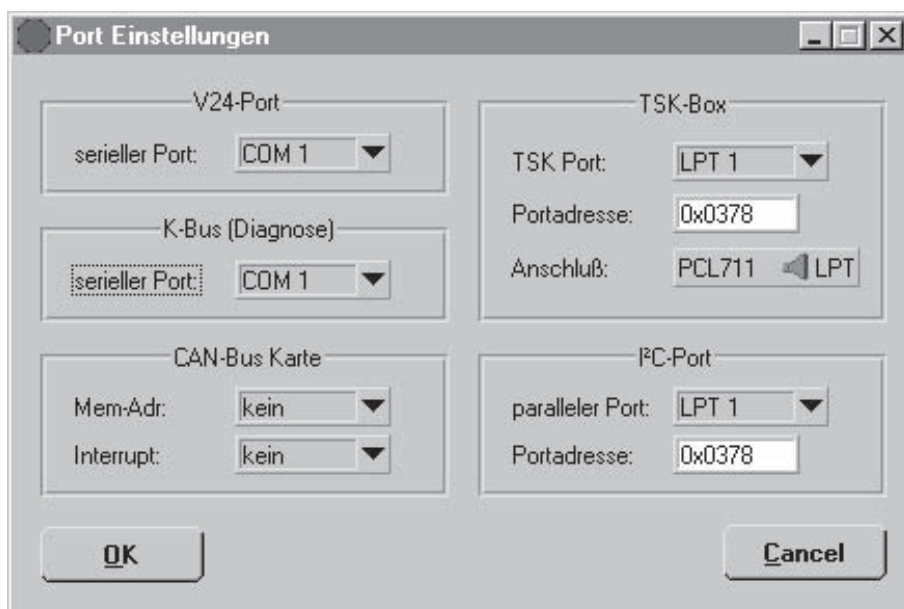 Port Einstellungen
V24-Port
serieller Port: COM 1
K-Bus (Diagnose)
serieller Port: COM 1
CAN-Bus Karte
Mem-Adr: kein
Interrupt: kein
TSK-Box
TSK Port: LPT 1
Portadresse: 0x0378
Anschluß: PCL711 LPT
I²C-Port
paralleler Port: LPT 1
Portadresse: 0x0378
OK
Cancel